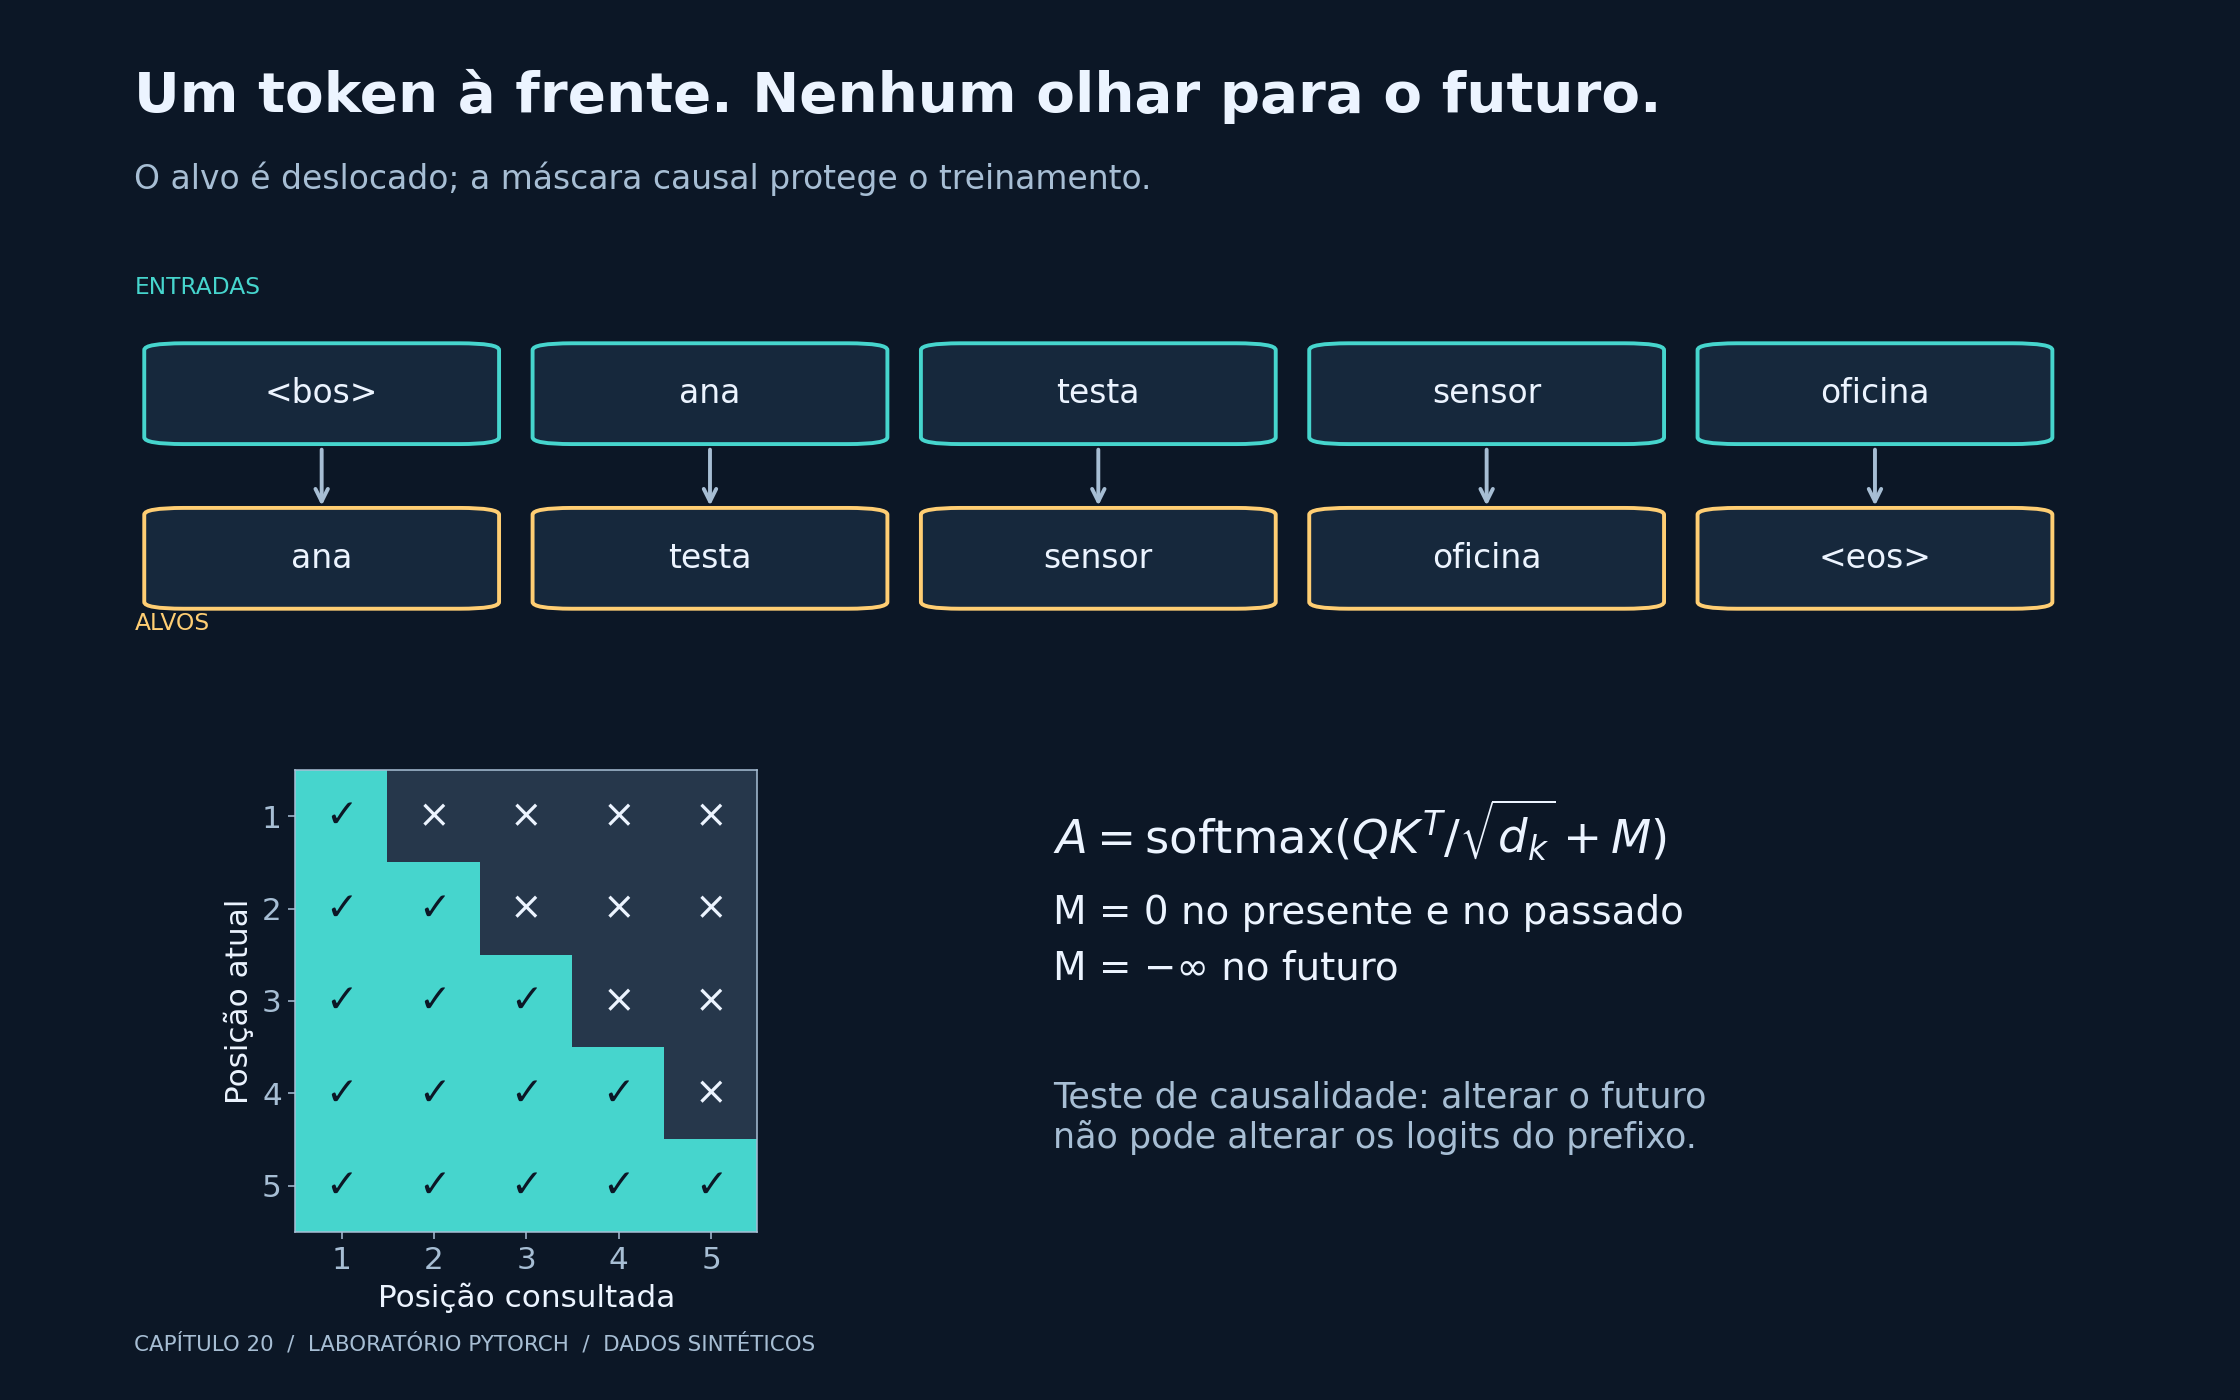 Um token à frente. Nenhum olhar para o futuro.
O alvo é deslocado; a máscara causal protege o treinamento.
ENTRADAS
<bos> ana testa sensor oficina
ana testa sensor oficina <eos>
ALVOS
Posição atual
1 ✓ × × × ×
2 ✓ ✓ × × ×
3 ✓ ✓ ✓ × ×
4 ✓ ✓ ✓ ✓ ×
5 ✓ ✓ ✓ ✓ ✓
1 2 3 4 5
Posição consultada
A = softmax(QK^T/√d_k + M)
M = 0 no presente e no passado
M = −∞ no futuro
Teste de causalidade: alterar o futuro
não pode alterar os logits do prefixo.
CAPÍTULO 20 / LABORATÓRIO PYTORCH / DADOS SINTÉTICOS